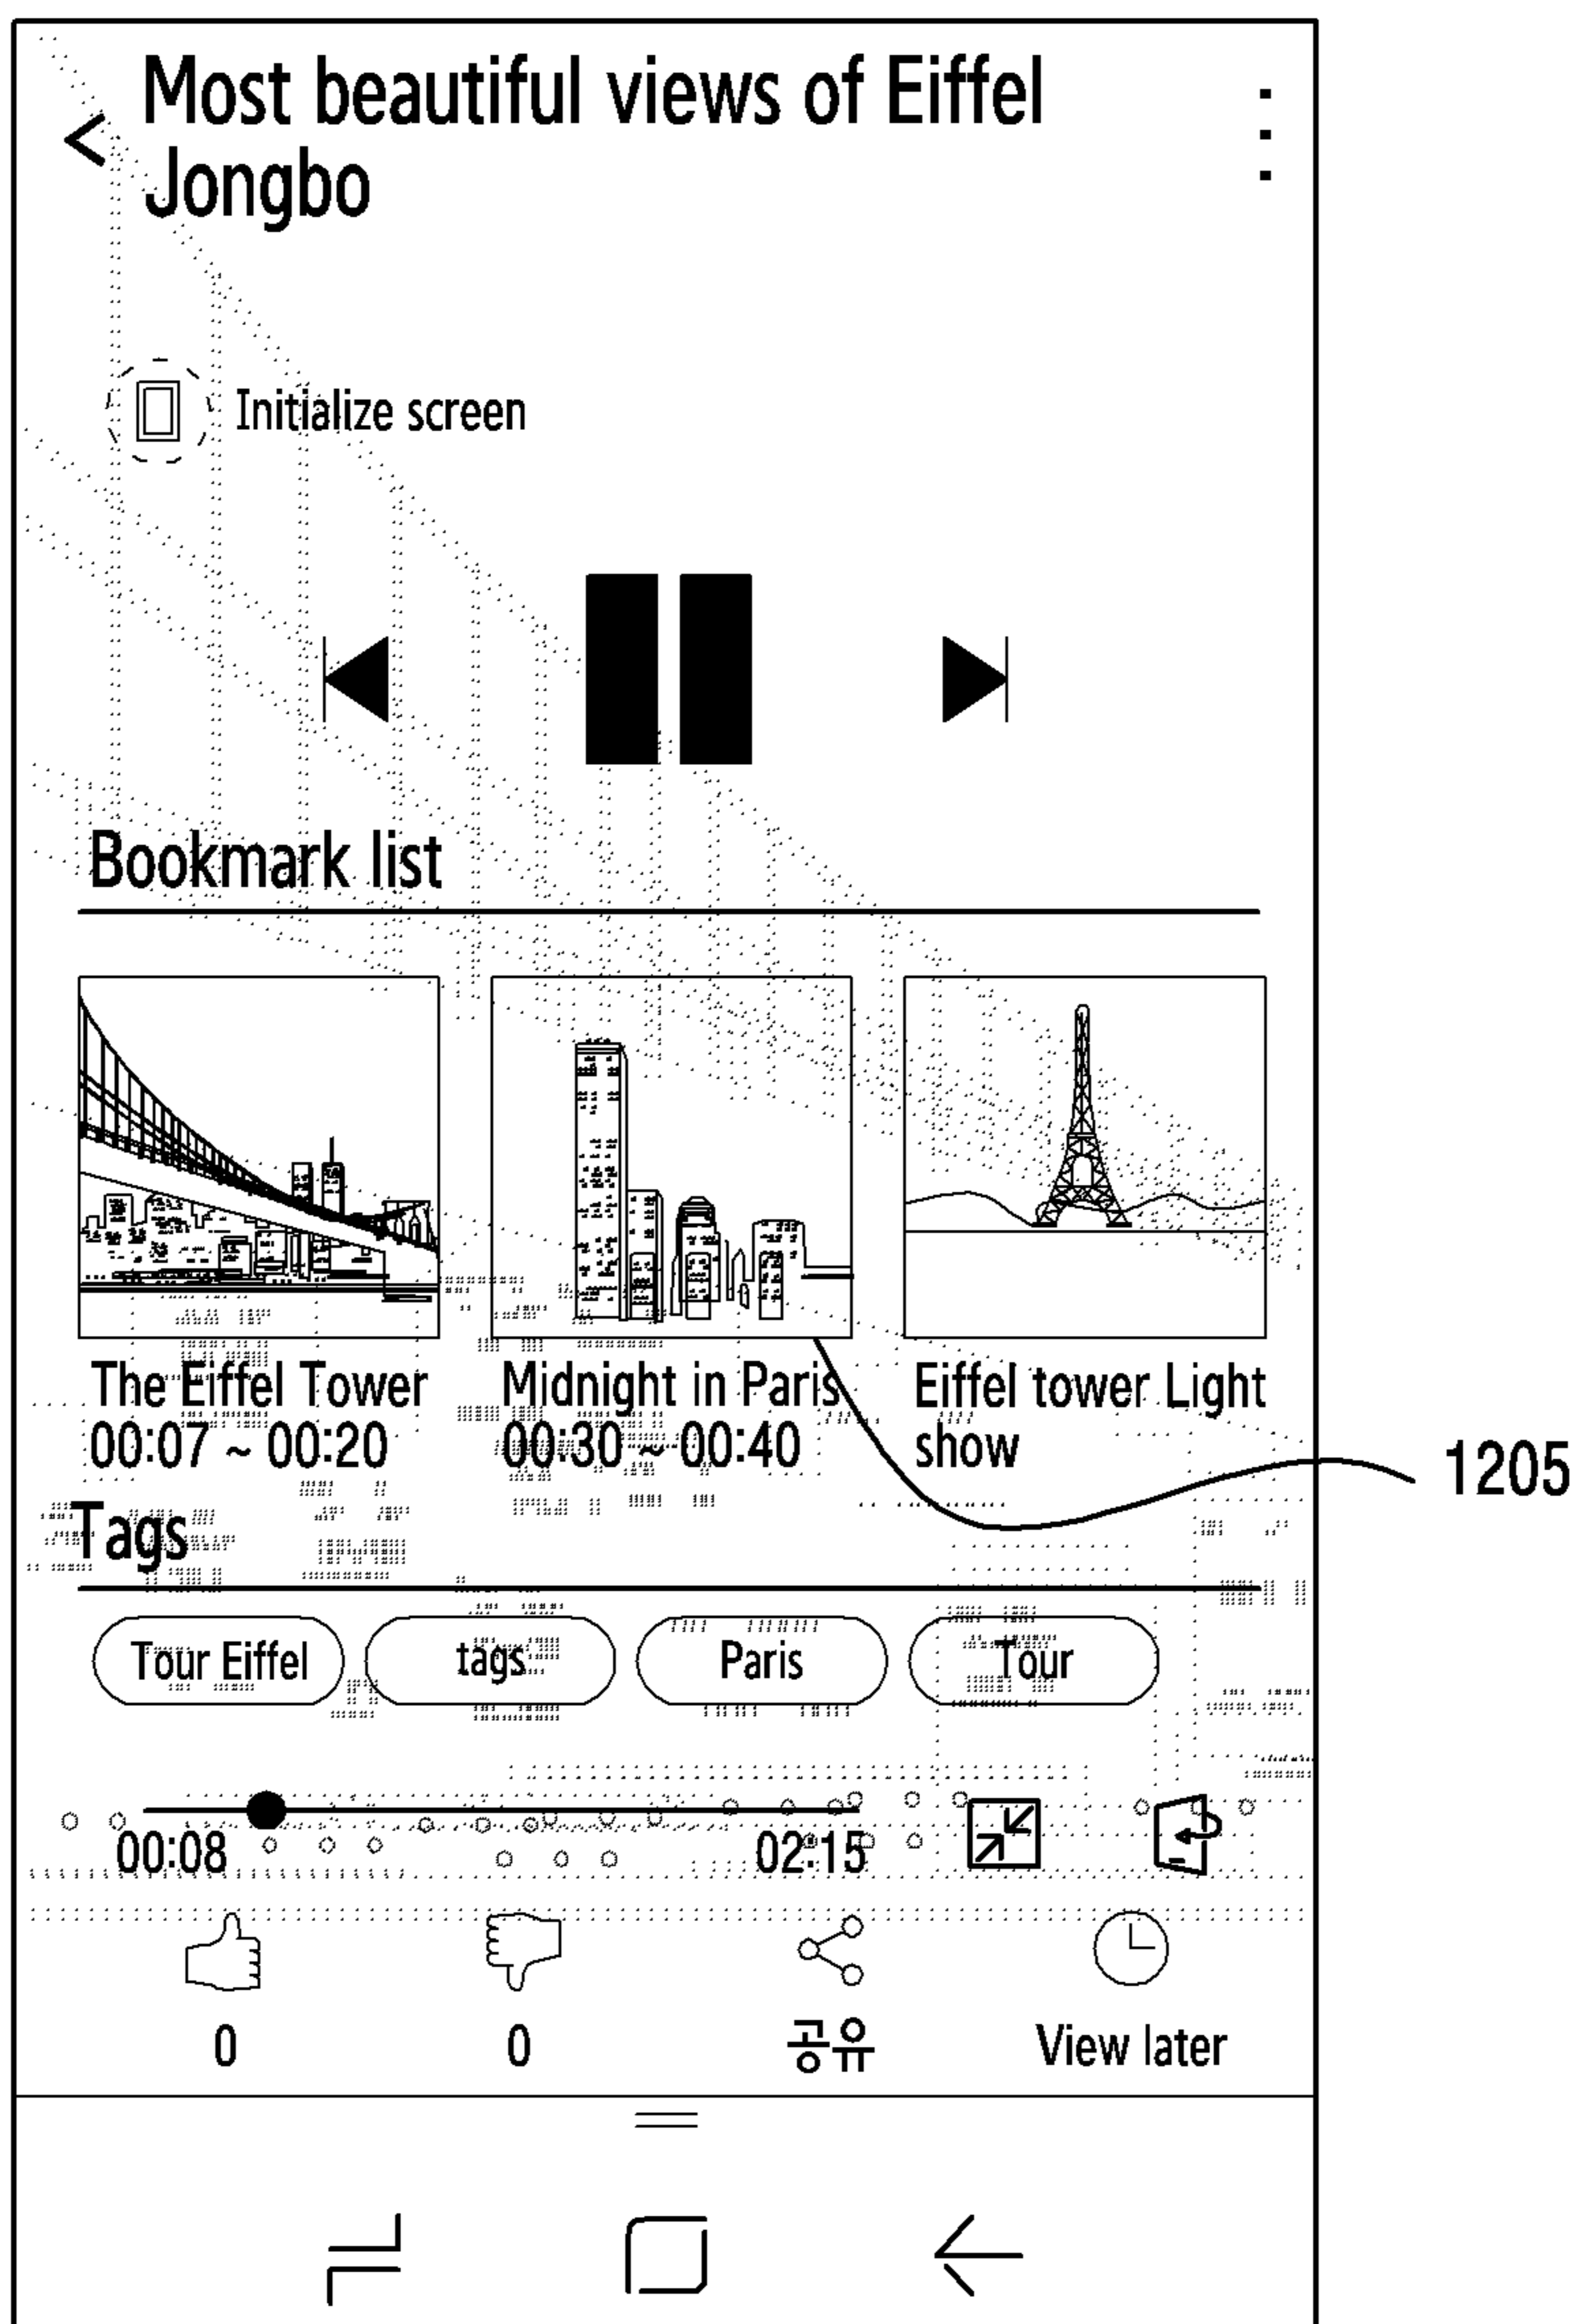 Most beautiful views of Eiffel
Jongbo
Initialize screen
Bookmark list
The Eiffel Tower
00:07 ~ 00:20
Midnight in Paris
00:30 ~ 00:40
Eiffel tower Light
show
1205
Tags
Tour Eiffel
tags
Paris
Tour
00:08
02:15
0
0
공유
View later